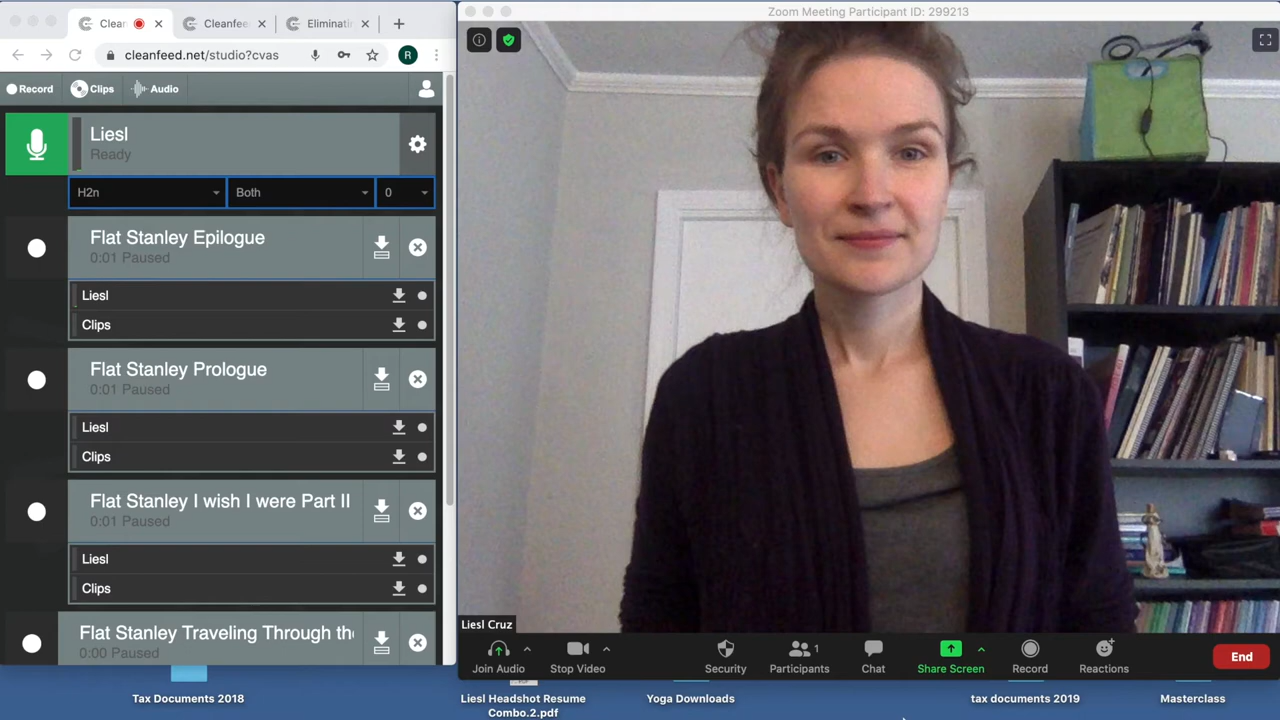 Clean
Cleanfee
Eliminatin
cleanfeed.net/studio?cvas
R
Record
Clips
Audio
Liesl
Ready
H2n
Both
0
Flat Stanley Epilogue
0:01 Paused
Liesl
Clips
Flat Stanley Prologue
0:01 Paused
Liesl
Clips
Flat Stanley I wish I were Part II
0:01 Paused
Liesl
Clips
Flat Stanley Traveling Through the
0:00 Paused
Zoom Meeting Participant ID: 299213
Liesl Cruz
Join Audio
Stop Video
Security
1
Participants
Chat
Share Screen
Record
Reactions
End
Tax Documents 2018
Liesl Headshot Resume
Combo.2.pdf
Yoga Downloads
tax documents 2019
Masterclass